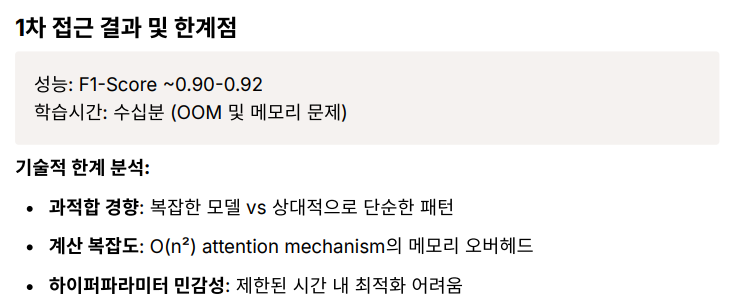 1차 접근 결과 및 한계점
성능: F1-Score ~0.90-0.92
학습시간: 수십분 (OOM 및 메모리 문제)
기술적 한계 분석:
• 과적합 경향: 복잡한 모델 vs 상대적으로 단순한 패턴
• 계산 복잡도: O(n²) attention mechanism의 메모리 오버헤드
• 하이퍼파라미터 민감성: 제한된 시간 내 최적화 어려움